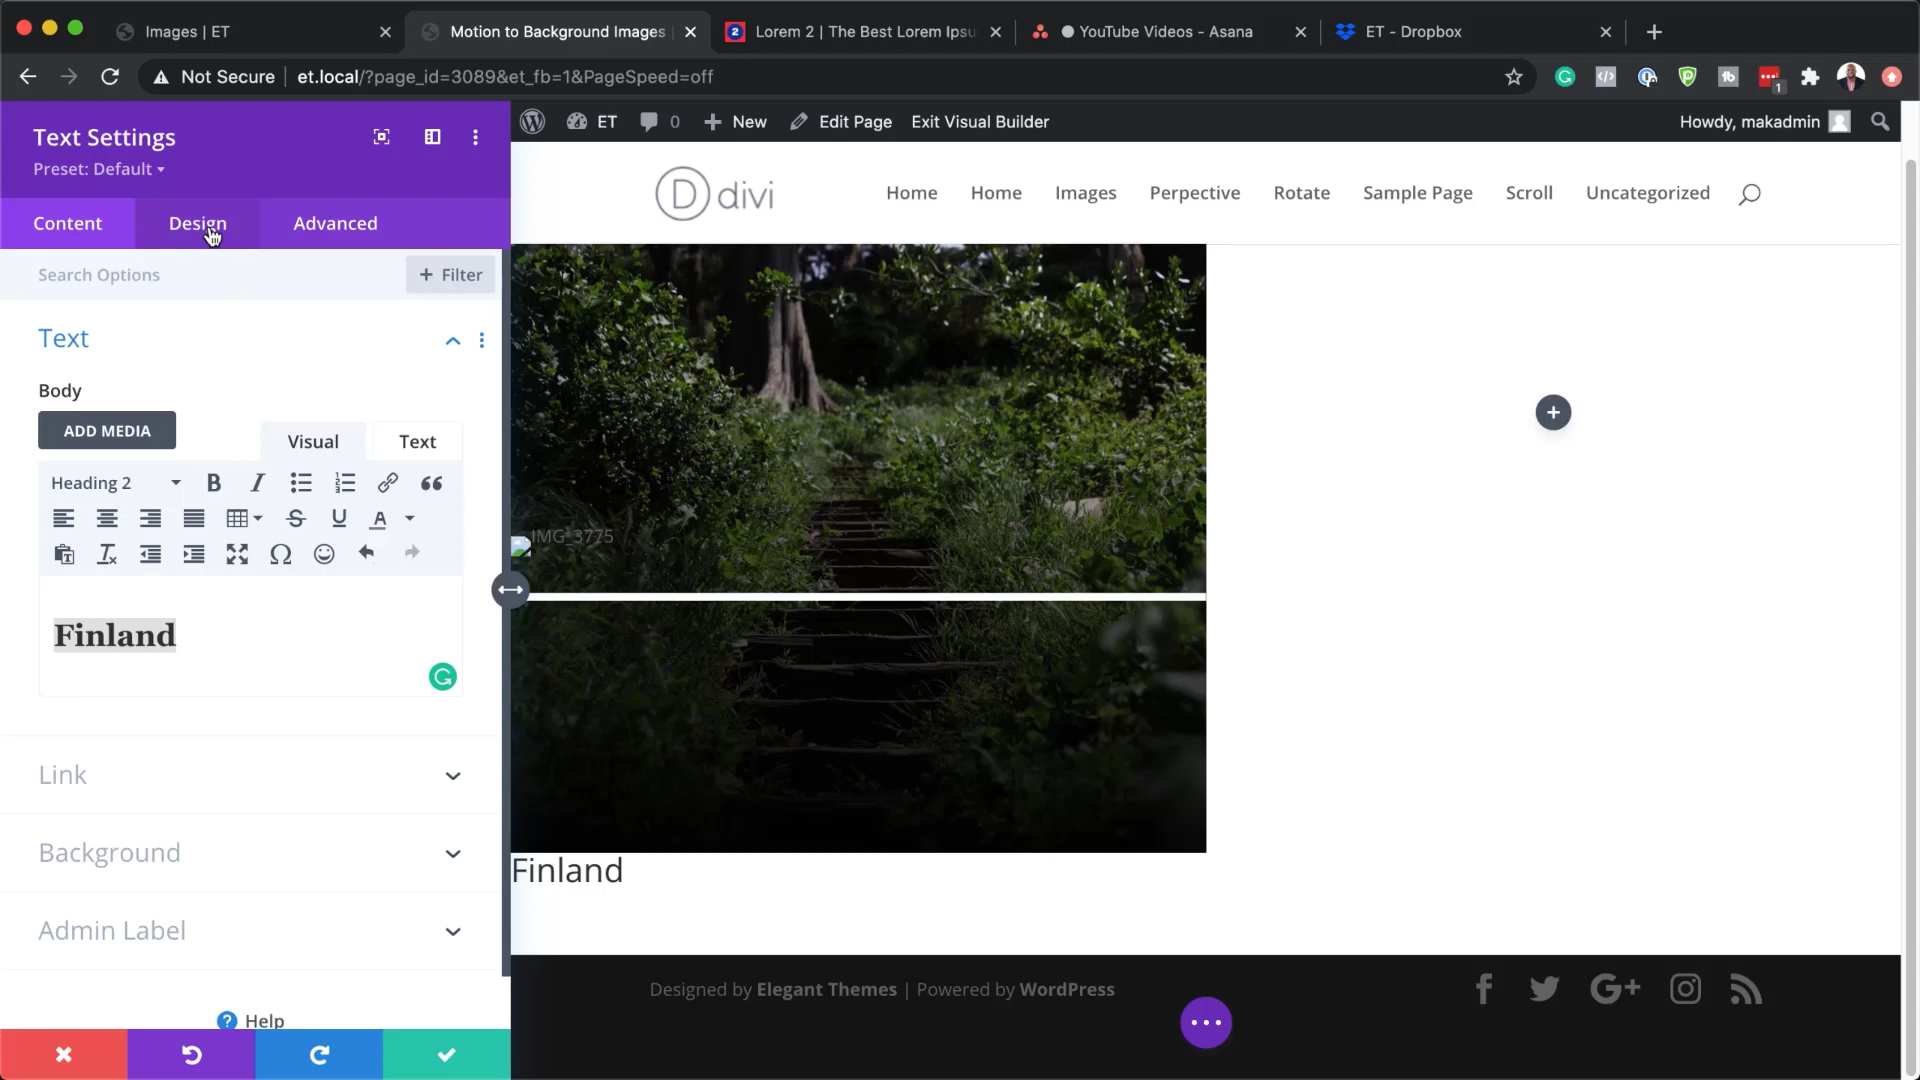 Images | ET
Motion to Background Images
Lorem 2 | The Best Lorem Ipsu
YouTube Videos - Asana
ET - Dropbox
Not Secure
et.local/?page_id=3089&et_fb=1&PageSpeed=off
1
Text Settings
Preset: Default
Content
Design
Advanced
Search Options
+ Filter
Text
Body
ADD MEDIA
Visual
Text
Heading 2
Finland
Link
Background
Admin Label
Help
ET
0
New
Edit Page
Exit Visual Builder
Howdy, makadmin
divi
Home
Home
Images
Perpective
Rotate
Sample Page
Scroll
Uncategorized
IMG_3775
Finland
Designed by Elegant Themes | Powered by WordPress